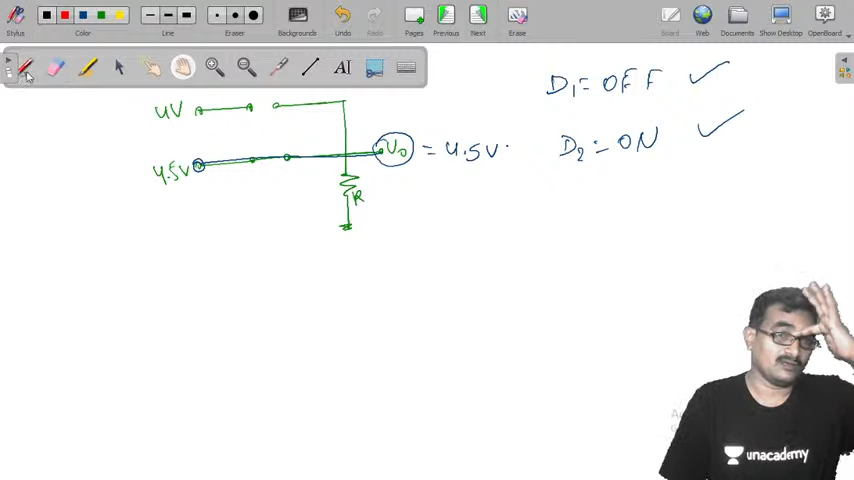 Stylus
Color
Line
Eraser
Backgrounds
Undo
Redo
Pages
Previous
Next
Erase
Board
Web
Documents
Show Desktop
OpenBoard
4V
D1 = OFF
4.5V
V0 = 4.5V.
D2 = ON
R
unacademy